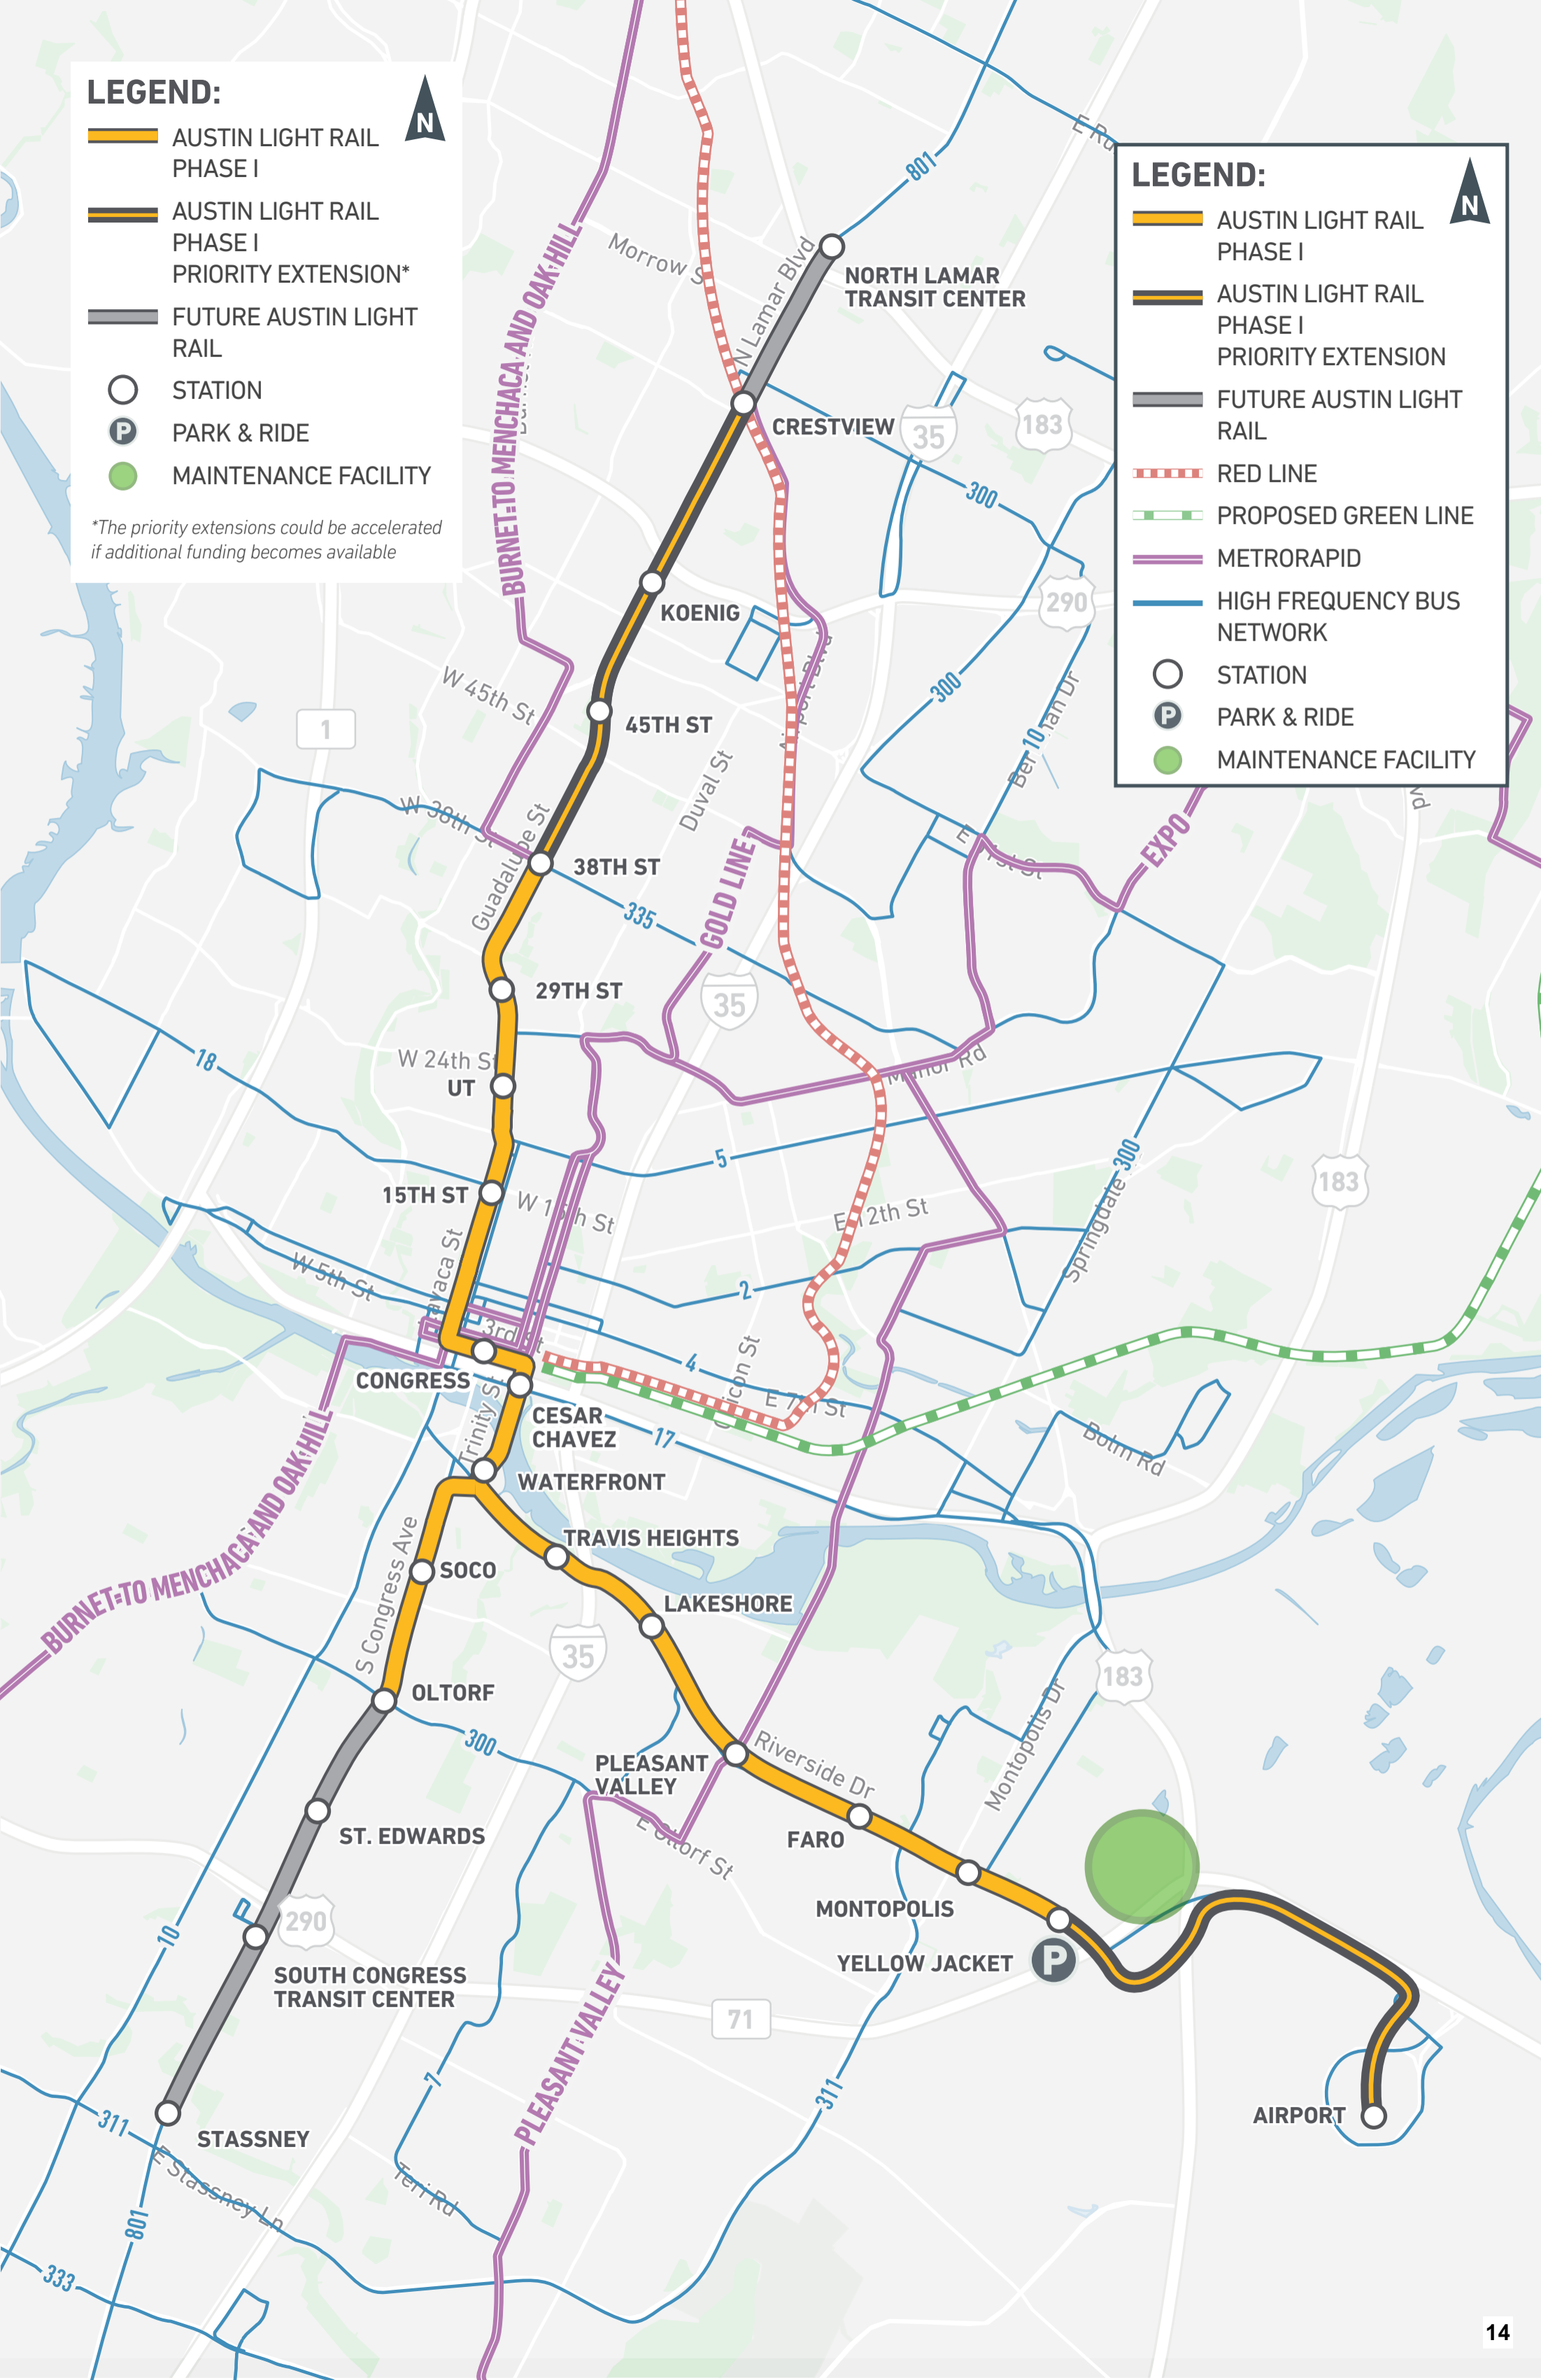 LEGEND:
N
AUSTIN LIGHT RAIL
PHASE I
AUSTIN LIGHT RAIL
PHASE I
PRIORITY EXTENSION*
FUTURE AUSTIN LIGHT
RAIL
STATION
P
PARK & RIDE
MAINTENANCE FACILITY
*The priority extensions could be accelerated
if additional funding becomes available
LEGEND:
N
AUSTIN LIGHT RAIL
PHASE I
AUSTIN LIGHT RAIL
PHASE I
PRIORITY EXTENSION
FUTURE AUSTIN LIGHT
RAIL
RED LINE
PROPOSED GREEN LINE
METRORAPID
HIGH FREQUENCY BUS
NETWORK
STATION
P
PARK & RIDE
MAINTENANCE FACILITY
801
BURNET TO MENCHACA AND OAK HILL
N Lamar Blvd
NORTH LAMAR
TRANSIT CENTER
CRESTVIEW
35
183
300
KOENIG
290
W 45th St
300
1
45TH ST
10
Duval St
W 38th St
Guadalupe St
38TH ST
GOLD LINE
335
EXPO
29TH ST
35
18
W 24th St
UT
Manor Rd
5
300
183
15TH ST
E 12th St
Springdale
W 5th St
2
3rd St
4
CONGRESS
E 7th St
CESAR
CHAVEZ
17
Trinity St
WATERFRONT
Bolm Rd
BURNET TO MENCHACA AND OAK HILL
TRAVIS HEIGHTS
S Congress Ave
SOCO
LAKESHORE
35
183
OLTORF
300
Montopolis Dr
PLEASANT
VALLEY
Riverside Dr
FARO
E Oltorf St
ST. EDWARDS
MONTOPOLIS
290
10
YELLOW JACKET
P
SOUTH CONGRESS
TRANSIT CENTER
71
PLEASANT VALLEY
7
311
AIRPORT
311
STASSNEY
E Stassney Ln
Teri Rd
801
333
14